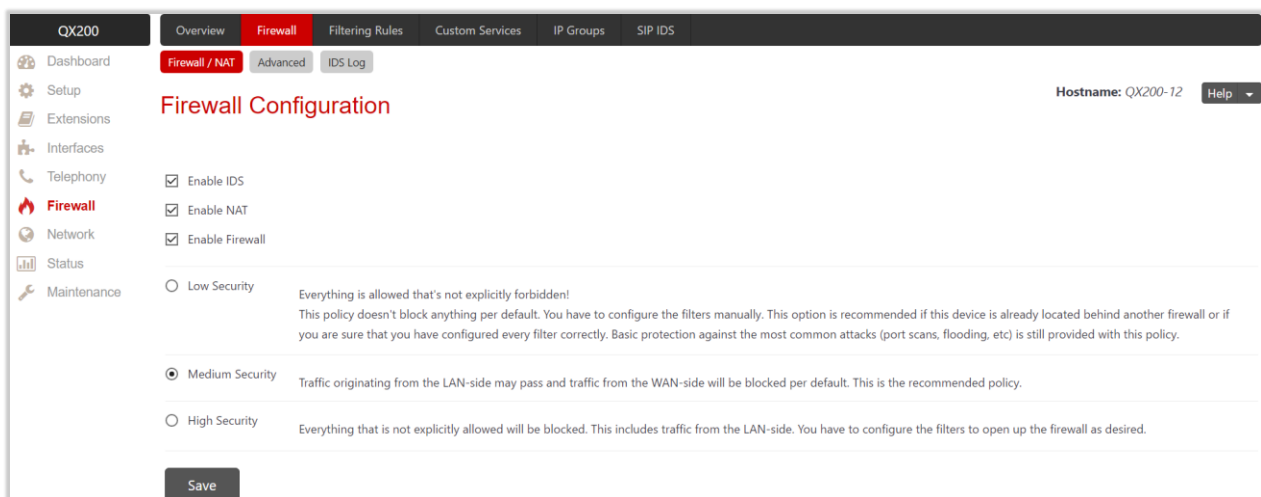 QX200
Overview Firewall Filtering Rules Custom Services IP Groups SIP IDS
Dashboard
Setup
Extensions
Interfaces
Telephony
Firewall
Network
Status
Maintenance
Firewall / NAT Advanced IDS Log
Hostname: QX200-12 Help
Firewall Configuration
Enable IDS
Enable NAT
Enable Firewall
Low Security
Everything is allowed that's not explicitly forbidden!
This policy doesn't block anything per default. You have to configure the filters manually. This option is recommended if this device is already located behind another firewall or if
you are sure that you have configured every filter correctly. Basic protection against the most common attacks (port scans, flooding, etc) is still provided with this policy.
Medium Security
Traffic originating from the LAN-side may pass and traffic from the WAN-side will be blocked per default. This is the recommended policy.
High Security
Everything that is not explicitly allowed will be blocked. This includes traffic from the LAN-side. You have to configure the filters to open up the firewall as desired.
Save